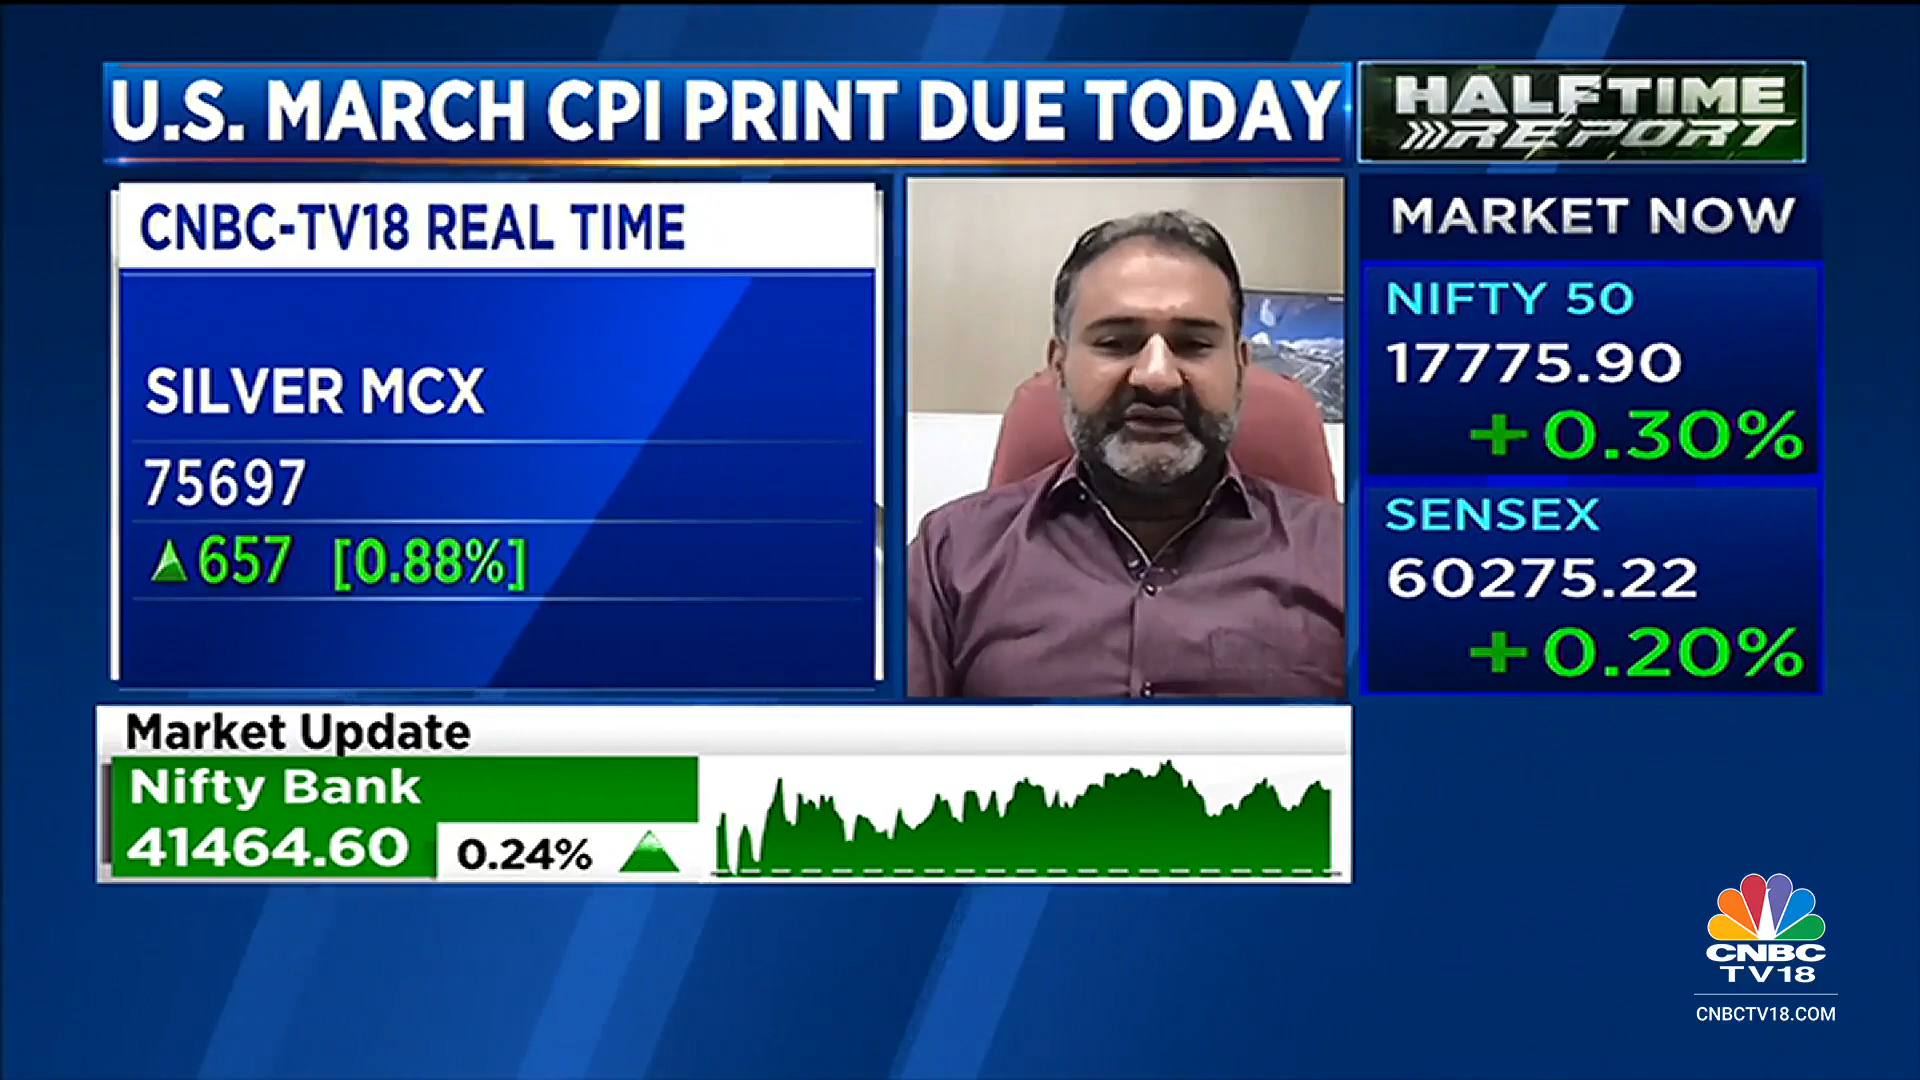 U.S. MARCH CPI PRINT DUE TODAY
HALFTIME
REPORT
CNBC-TV18 REAL TIME
SILVER MCX
75697
▲657 [0.88%]
MARKET NOW
NIFTY 50
17775.90
+0.30%
SENSEX
60275.22
+0.20%
Market Update
Nifty Bank
41464.60 0.24%
CNBC
TV18
CNBCTV18.COM